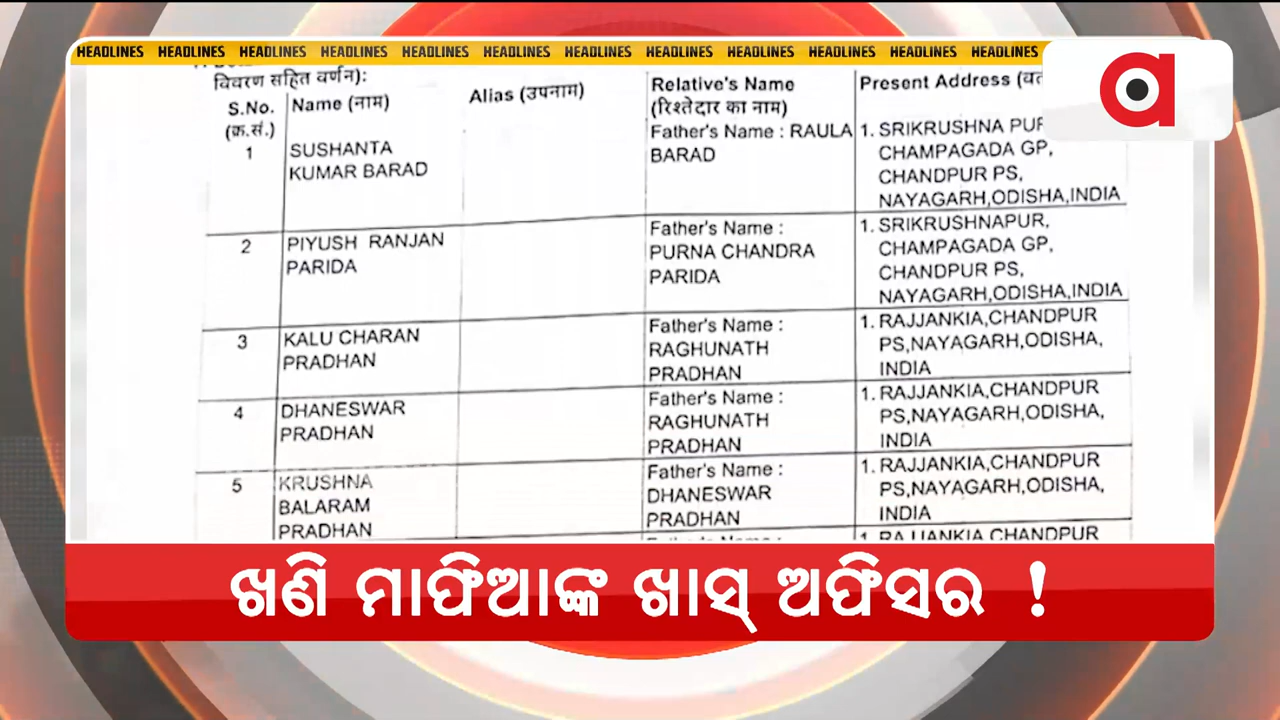 HEADLINES HEADLINES HEADLINES HEADLINES HEADLINES HEADLINES HEADLINES HEADLINES HEADLINES HEADLINES HEADLINES HEADLINES
विवरण सहित वर्णन):
S.No. (क्र.सं.) Name (नाम) Alias (उपनाम) Relative's Name (रिश्तेदार का नाम) Present Address
1 SUSHANTA KUMAR BARAD Father's Name : RAULA BARAD 1. SRIKRUSHNA
CHAMPAGADA GP,
CHANDPUR PS,
NAYAGARH,ODISHA,INDIA
2 PIYUSH RANJAN PARIDA Father's Name : PURNA CHANDRA PARIDA 1. SRIKRUSHNAPUR,
CHAMPAGADA GP,
CHANDPUR PS,
NAYAGARH,ODISHA,INDIA
3 KALU CHARAN PRADHAN Father's Name : RAGHUNATH PRADHAN 1. RAJJANKIA,CHANDPUR
PS,NAYAGARH,ODISHA,
INDIA
4 DHANESWAR PRADHAN Father's Name : RAGHUNATH PRADHAN 1. RAJJANKIA,CHANDPUR
PS,NAYAGARH,ODISHA,
INDIA
5 KRUSHNA BALARAM PRADHAN Father's Name : DHANESWAR PRADHAN 1. RAJJANKIA,CHANDPUR
PS,NAYAGARH,ODISHA,
INDIA
ଖଣି ମାଫିଆଙ୍କ ଖାସ୍ ଅଫିସର !